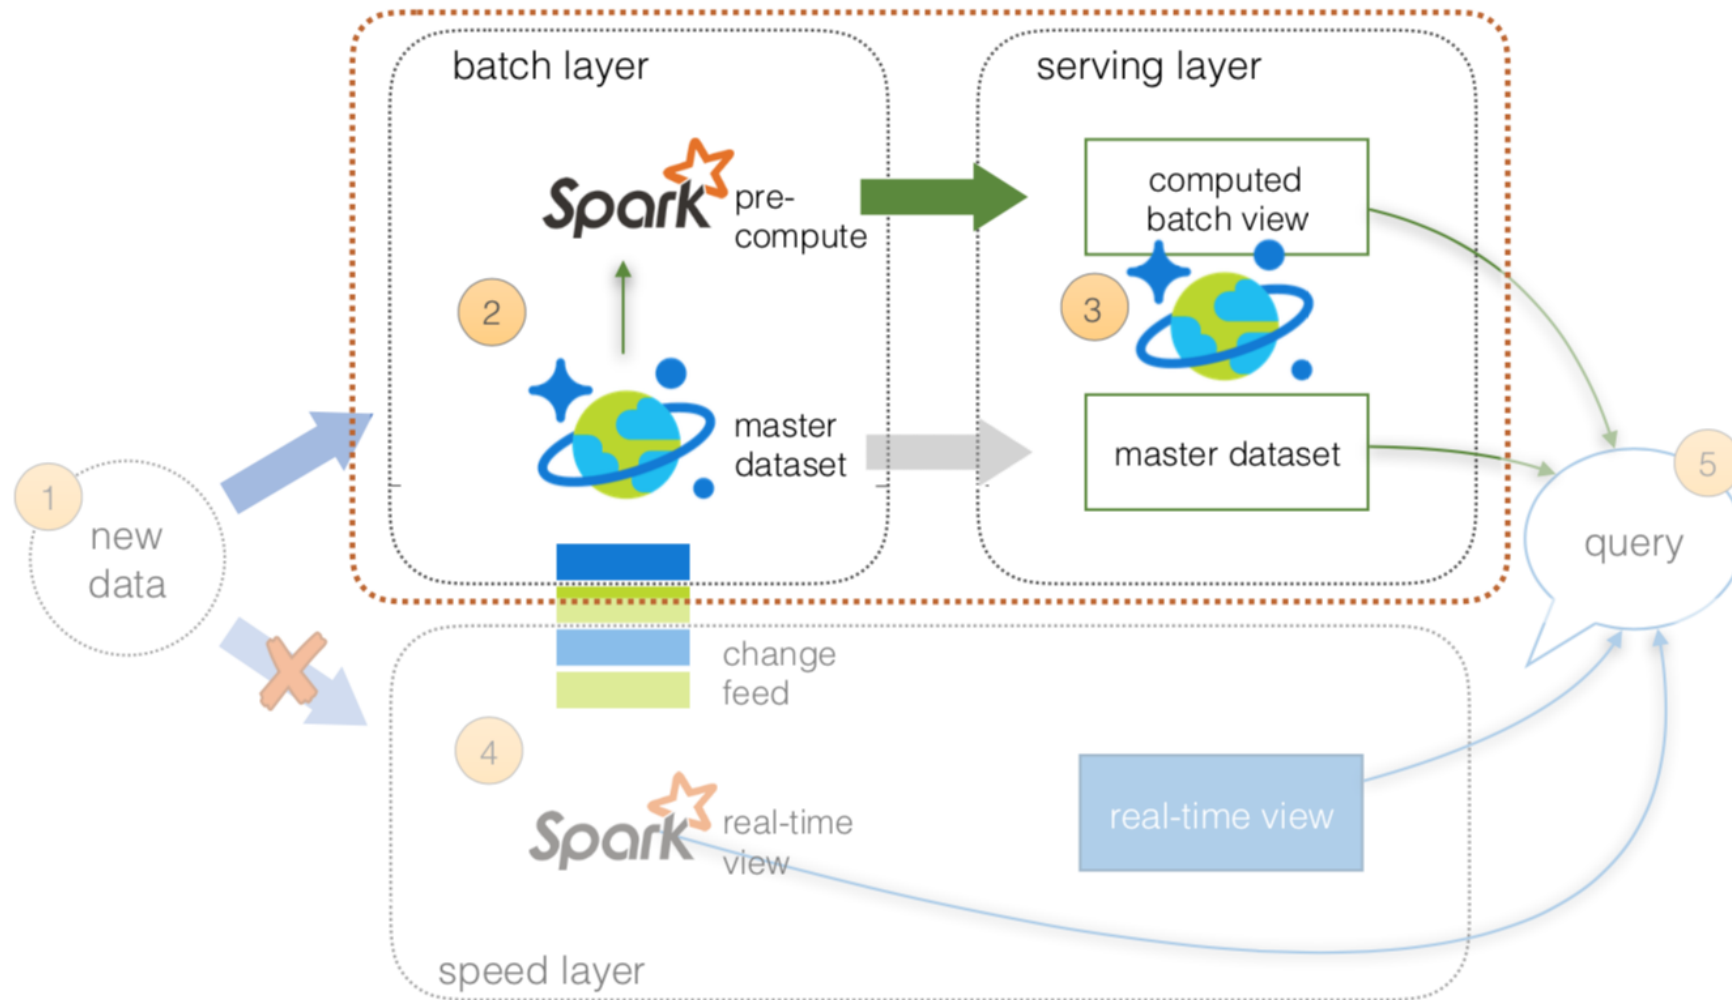 batch layer
serving layer
Spark
pre-
compute
computed
batch view
2
3
master
dataset
master dataset
1
new
data
5
query
change
feed
4
Spark
real-time
view
real-time view
speed layer